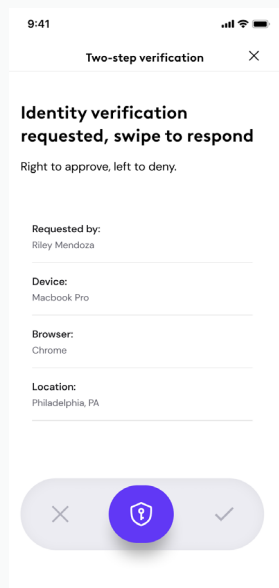 9:41
Two-step verification
Identity verification
requested, swipe to respond
Right to approve, left to deny.
Requested by:
Riley Mendoza
Device:
Macbook Pro
Browser:
Chrome
Location:
Philadelphia, PA